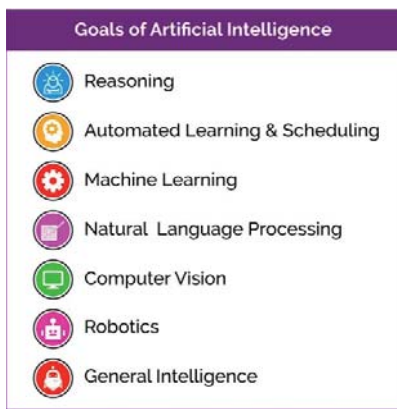 Goals of Artificial Intelligence
Reasoning
Automated Learning & Scheduling
Machine Learning
Natural Language Processing
Computer Vision
Robotics
General Intelligence